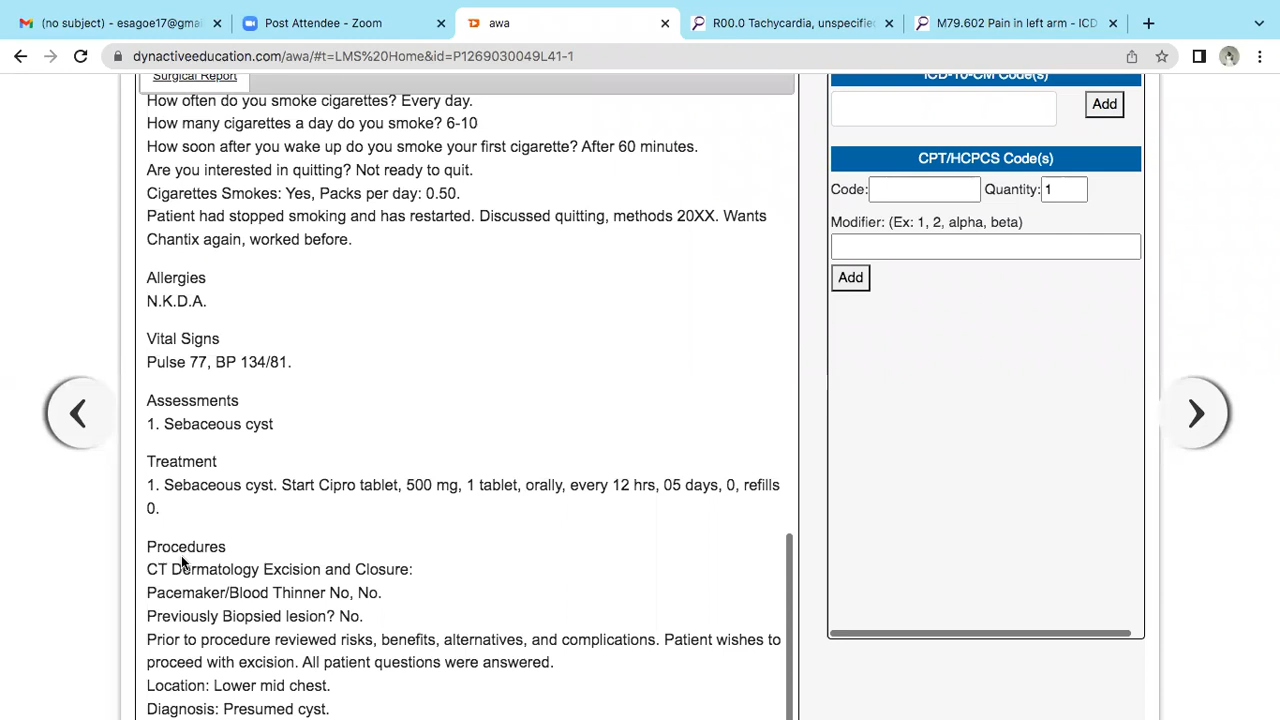 (no subject) - esagoe17@gmai
Post Attendee - Zoom
awa
R00.0 Tachycardia, unspecified
M79.602 Pain in left arm - ICD
dynactiveeducation.com/awa/#t=LMS%20Home&id=P1269030049L41-1
Surgical Report
How often do you smoke cigarettes? Every day.
How many cigarettes a day do you smoke? 6-10
How soon after you wake up do you smoke your first cigarette? After 60 minutes.
Are you interested in quitting? Not ready to quit.
Cigarettes Smokes: Yes, Packs per day: 0.50.
Patient had stopped smoking and has restarted. Discussed quitting, methods 20XX. Wants
Chantix again, worked before.
Allergies
N.K.D.A.
Vital Signs
Pulse 77, BP 134/81.
Assessments
1. Sebaceous cyst
Treatment
1. Sebaceous cyst. Start Cipro tablet, 500 mg, 1 tablet, orally, every 12 hrs, 05 days, 0, refills
0.
Procedures
CT Dermatology Excision and Closure:
Pacemaker/Blood Thinner No, No.
Previously Biopsied lesion? No.
Prior to procedure reviewed risks, benefits, alternatives, and complications. Patient wishes to
proceed with excision. All patient questions were answered.
Location: Lower mid chest.
Diagnosis: Presumed cyst.
ICD-10-CM Code(s)
Add
CPT/HCPCS Code(s)
Code: Quantity: 1
Modifier: (Ex: 1, 2, alpha, beta)
Add